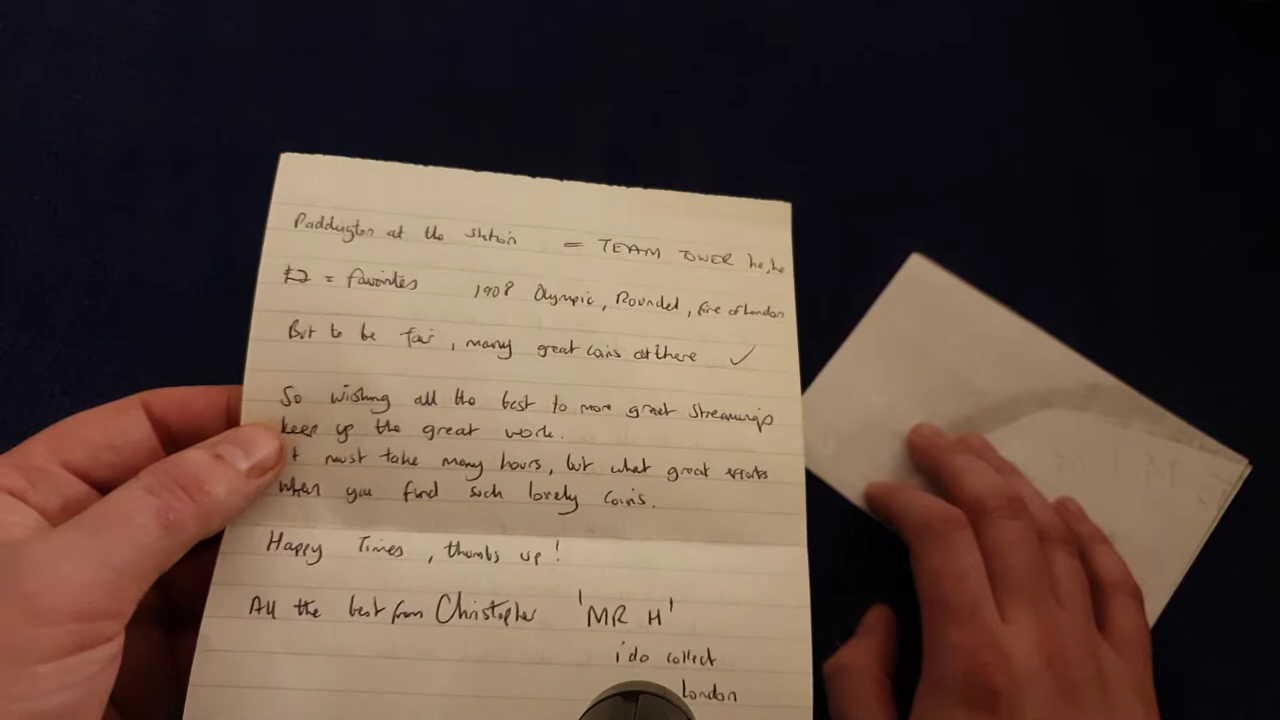 Paddington at the station = TEAM TOWER he,he
£2 = favorites 1908 Olympic, Rounded, Fire of London
But to be fair, many great coins out there ✓
So wishing all the best to more great streamings
keep up the great work.
it must take many hours, but what great efforts
when you find such lovely coins.
Happy Times, thumbs up!
All the best from Christopher 'MR H'
i do collect
London